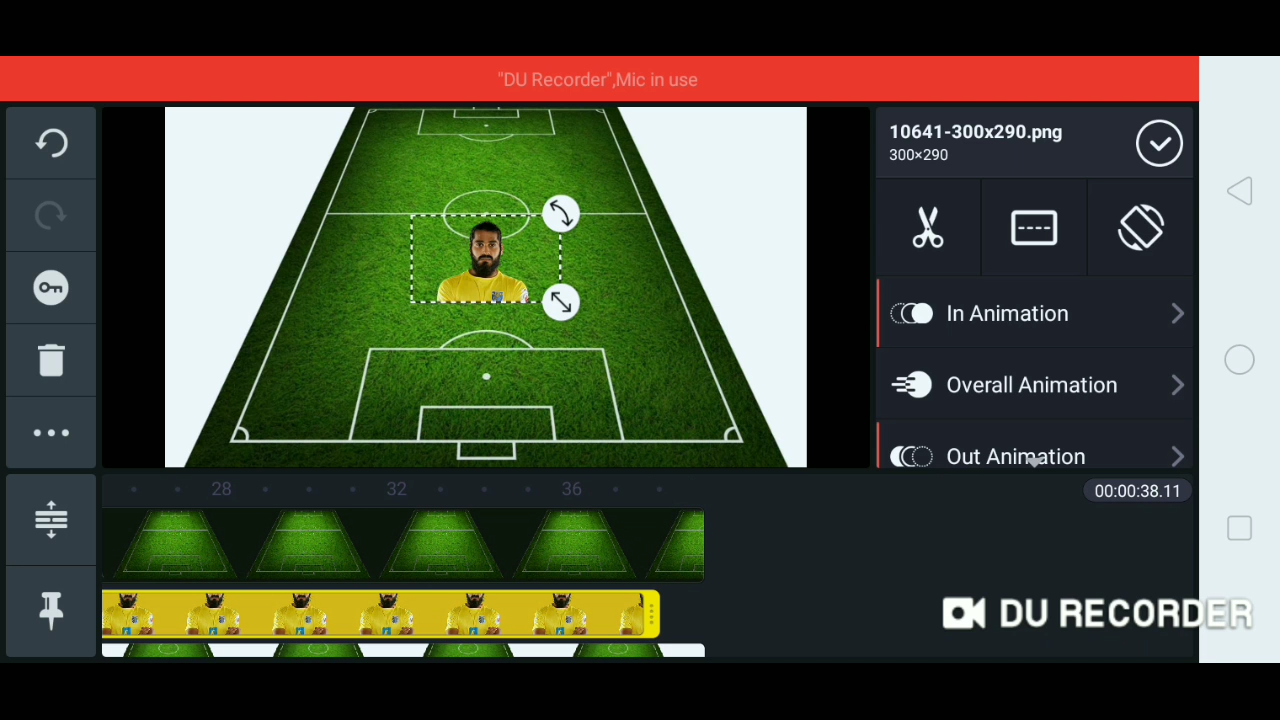 "DU Recorder",Mic in use
10641-300x290.png
300×290
In Animation
Overall Animation
Out Animation
28 32 36
00:00:38.11
DU RECORDER